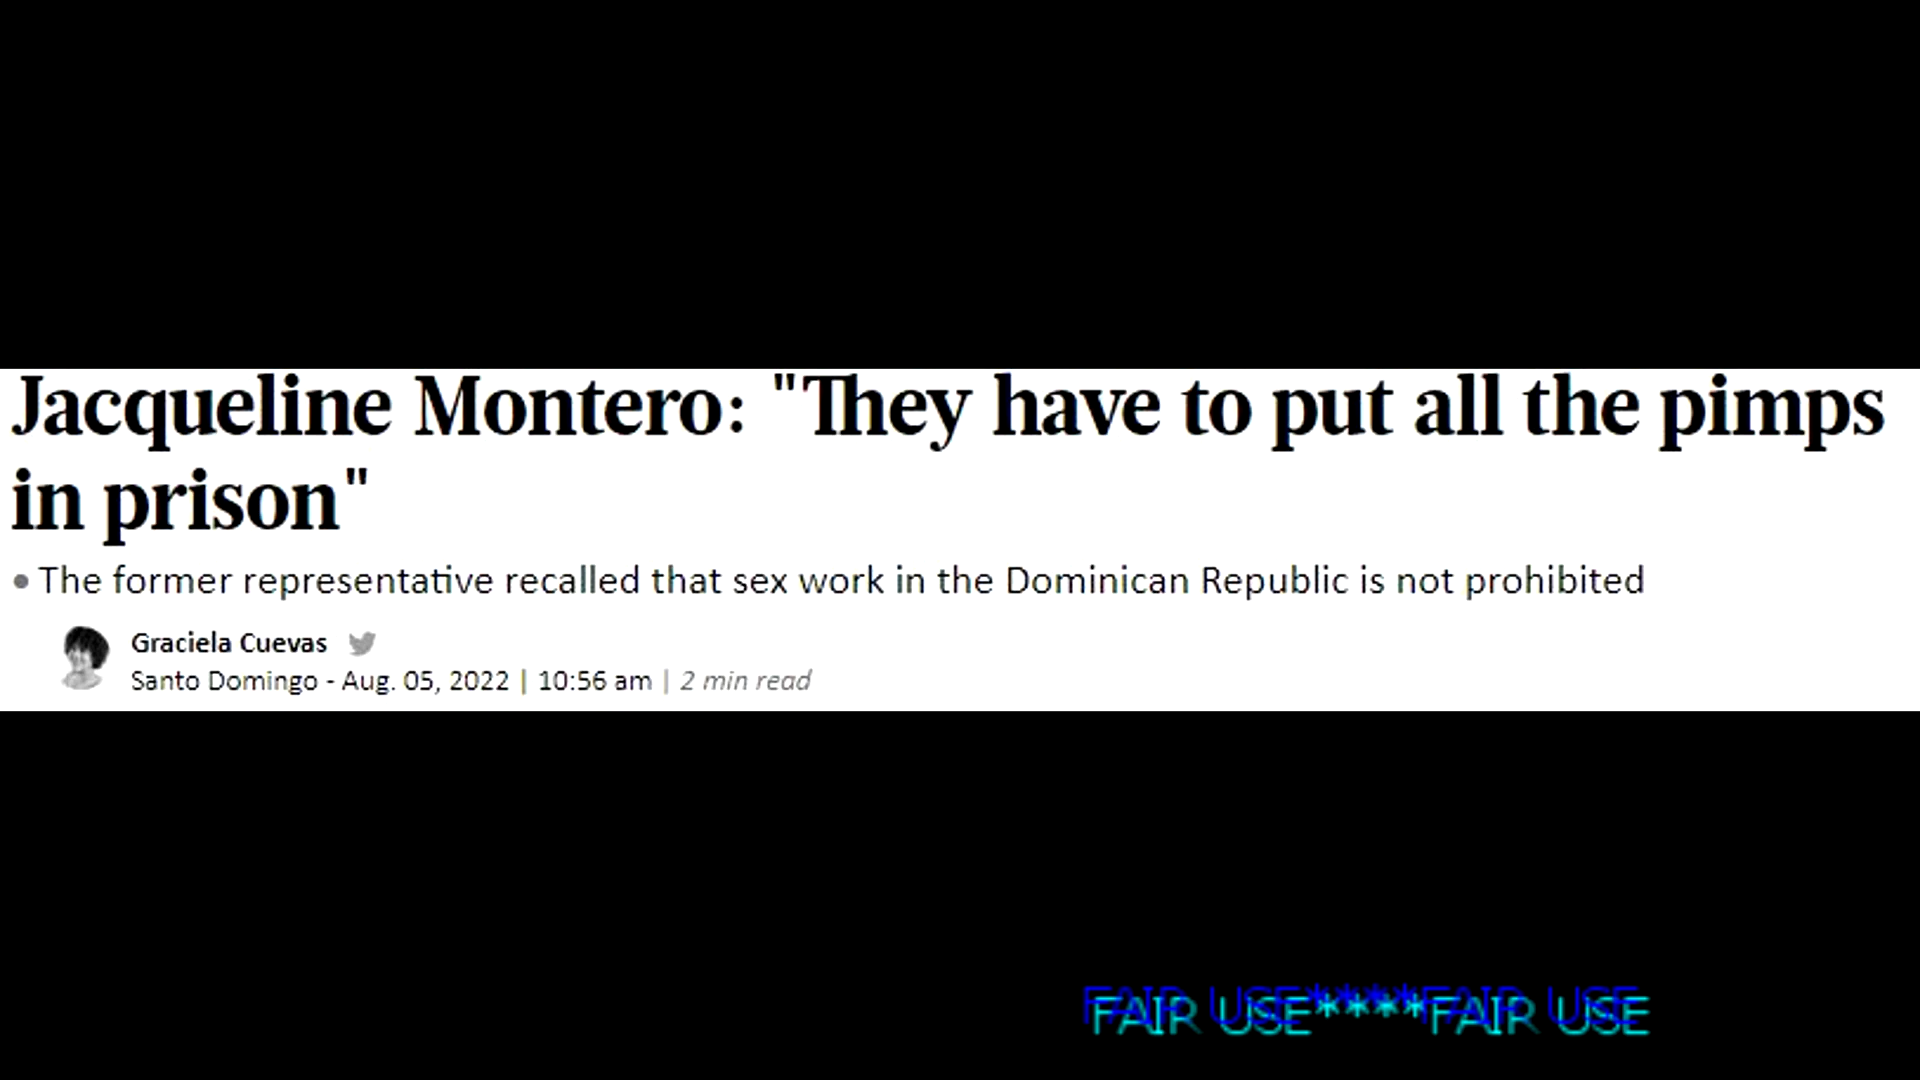 Jacqueline Montero: "They have to put all the pimps
in prison"
• The former representative recalled that sex work in the Dominican Republic is not prohibited
Graciela Cuevas
Santo Domingo - Aug. 05, 2022 | 10:56 am | 2 min read
FAIR USE****FAIR USE